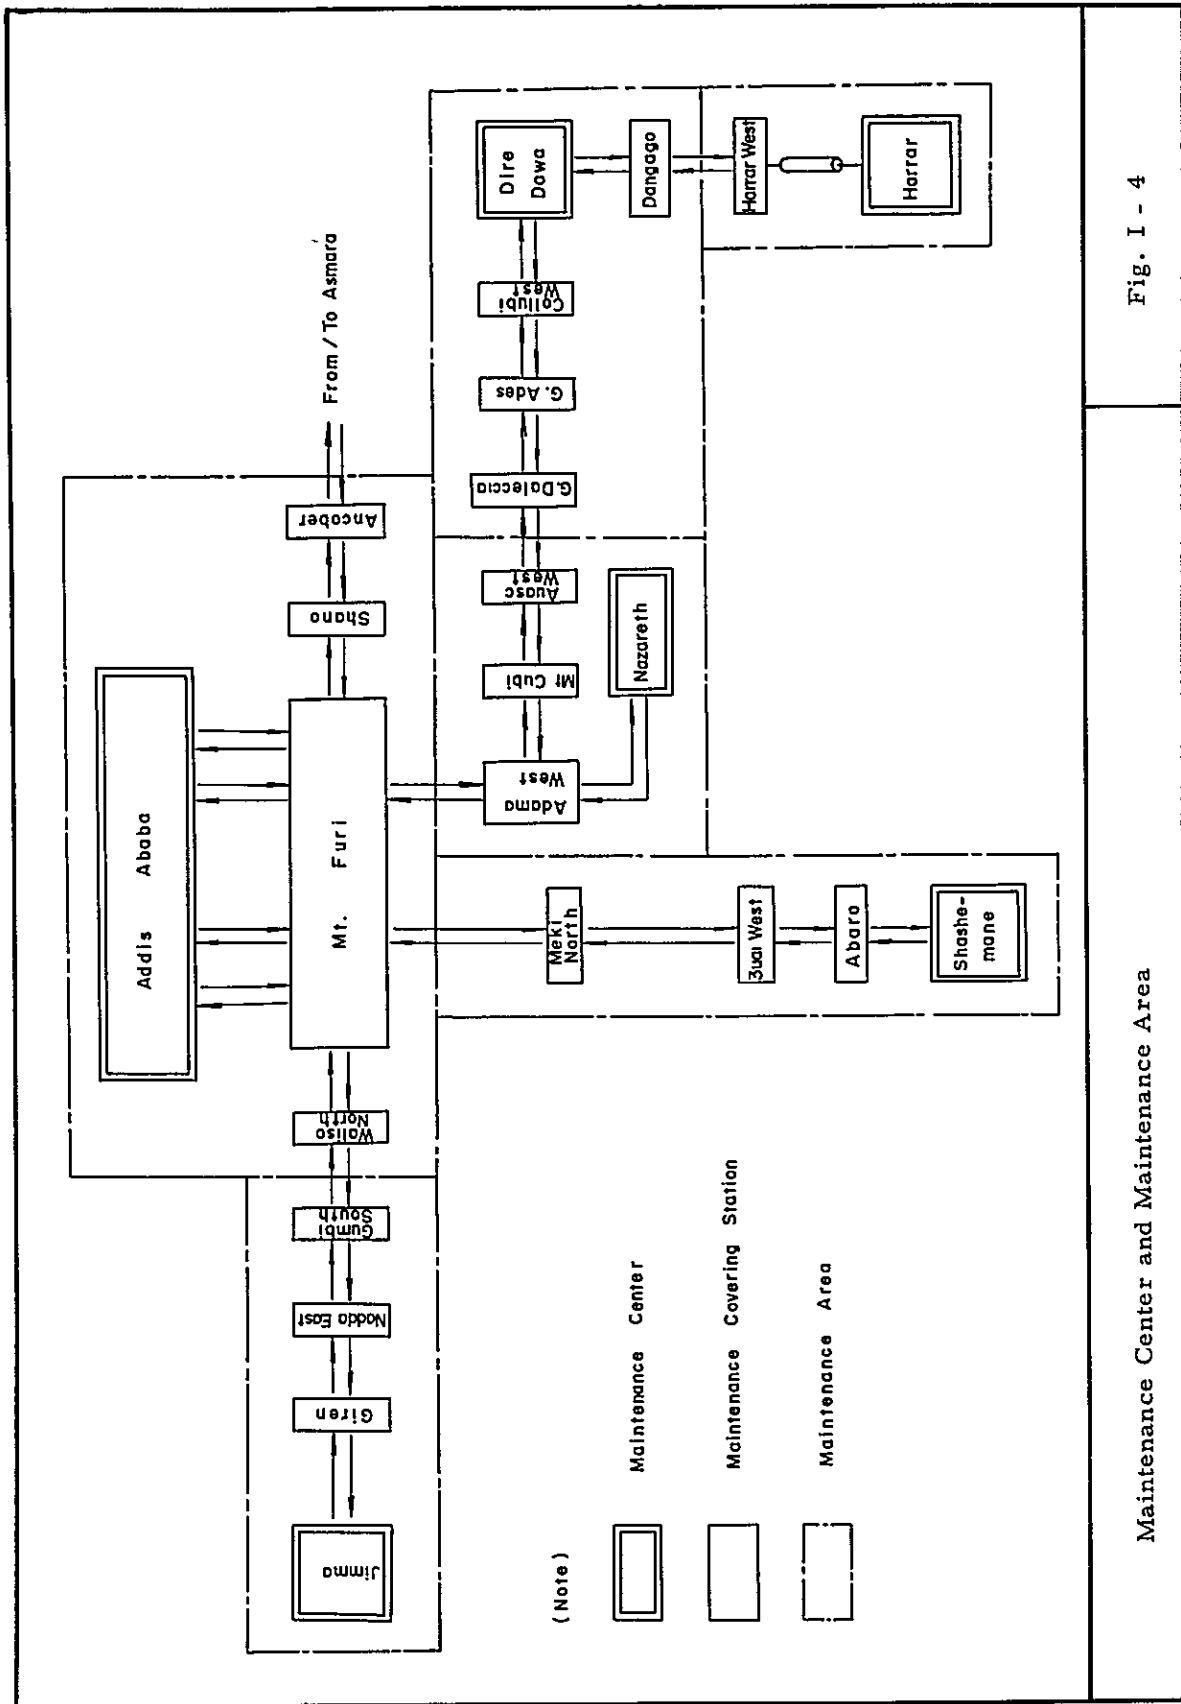 Addis Ababa
Mt. Furi
Shano
Ancober
From / To Asmara
Waliso
North
Gumbi
South
Nadda East
Giren
Jimma
Adama
West
Mt Cubi
Auasc
West
G.Daleccia
G. Ades
Collubi
West
Dire
Dawa
Dangago
Harrar West
Harrar
Nazareth
Meki
North
Zuai West
Abaro
Shashe-
mane
(Note)
Maintenance Center
Maintenance Covering Station
Maintenance Area
Maintenance Center and Maintenance Area
Fig. I - 4